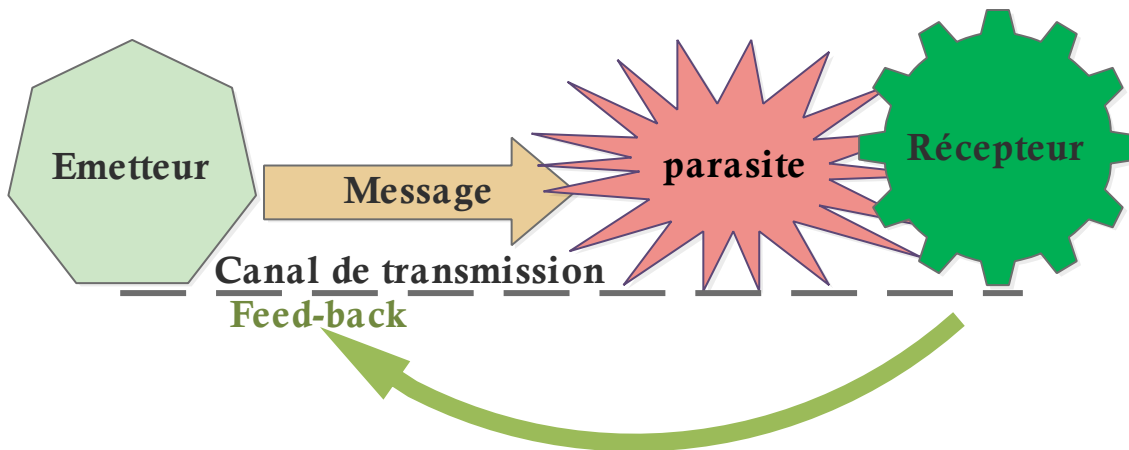 Emetteur
Message
parasite
Récepteur
Canal de transmission
Feed-back